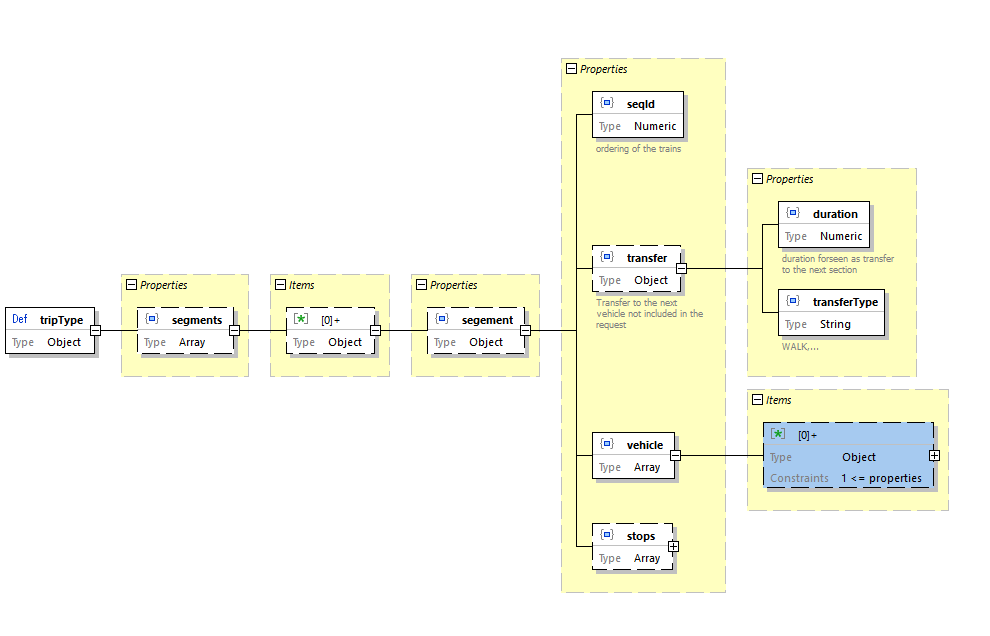 Def tripType
Type Object
Properties
segments
Type Array
Items
[0]+
Type Object
Properties
segement
Type Object
Properties
seqId
Type Numeric
ordering of the trains
transfer
Type Object
Transfer to the next
vehicle not included in the
request
vehicle
Type Array
stops
Type Array
Properties
duration
Type Numeric
duration forseen as transfer
to the next section
transferType
Type String
WALK,...
Items
[0]+
Type Object
Constraints 1 <= properties